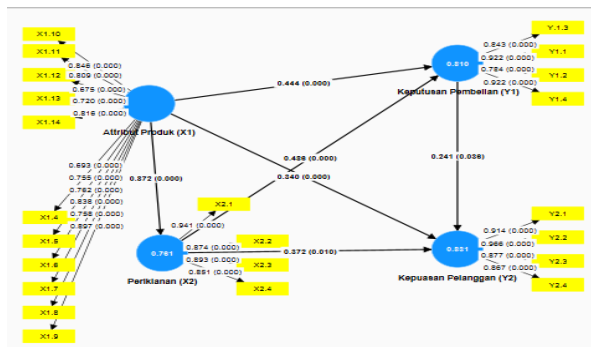 X1.10
X1.11
X1.12
X1.13
X1.14
0.846 (0.000)
0.809 (0.000)
0.675 (0.000)
0.720 (0.000)
0.816 (0.000)
Attribut Produk (X1)
0.693 (0.000)
0.755 (0.000)
0.762 (0.000)
0.838 (0.000)
0.758 (0.000)
0.897 (0.000)
X1.4
X1.5
X1.6
X1.7
X1.8
X1.9
0.872 (0.000)
0.444 (0.000)
0.486 (0.000)
0.340 (0.000)
0.372 (0.010)
0.241 (0.036)
0.761
Periklanan (X2)
X2.1
X2.2
X2.3
X2.4
0.941 (0.000)
0.874 (0.000)
0.893 (0.000)
0.851 (0.000)
0.810
Keputusan Pembelian (Y1)
Y.1.3
Y1.1
Y1.2
Y1.4
0.843 (0.000)
0.922 (0.000)
0.784 (0.000)
0.922 (0.000)
0.821
Kepuasan Pelanggan (Y2)
Y2.1
Y2.2
Y2.3
Y2.4
0.914 (0.000)
0.966 (0.000)
0.877 (0.000)
0.867 (0.000)